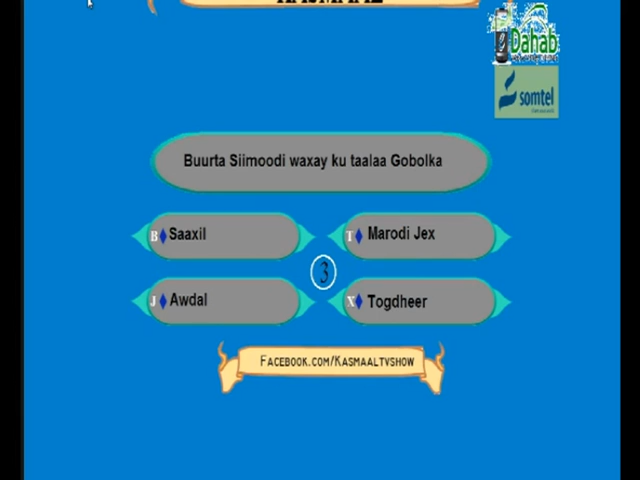 Dahab
somtel
Buurta Siimoodi waxay ku taalaa Gobolka
B Saaxil
T Marodi Jex
3
J Awdal
X Togdheer
Facebook.com/Kasmaaltvshow